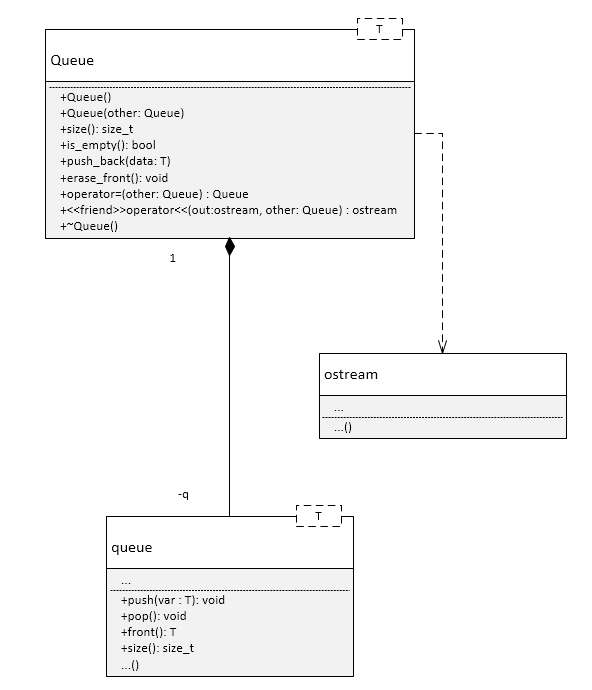 T
Queue
+Queue()
+Queue(other: Queue)
+size(): size_t
+is_empty(): bool
+push_back(data: T)
+erase_front(): void
+operator=(other: Queue) : Queue
+<<friend>>operator<<(out:ostream, other: Queue) : ostream
+~Queue()
1
ostream
...
...()
-q
T
queue
...
+push(var : T): void
+pop(): void
+front(): T
+size(): size_t
...()